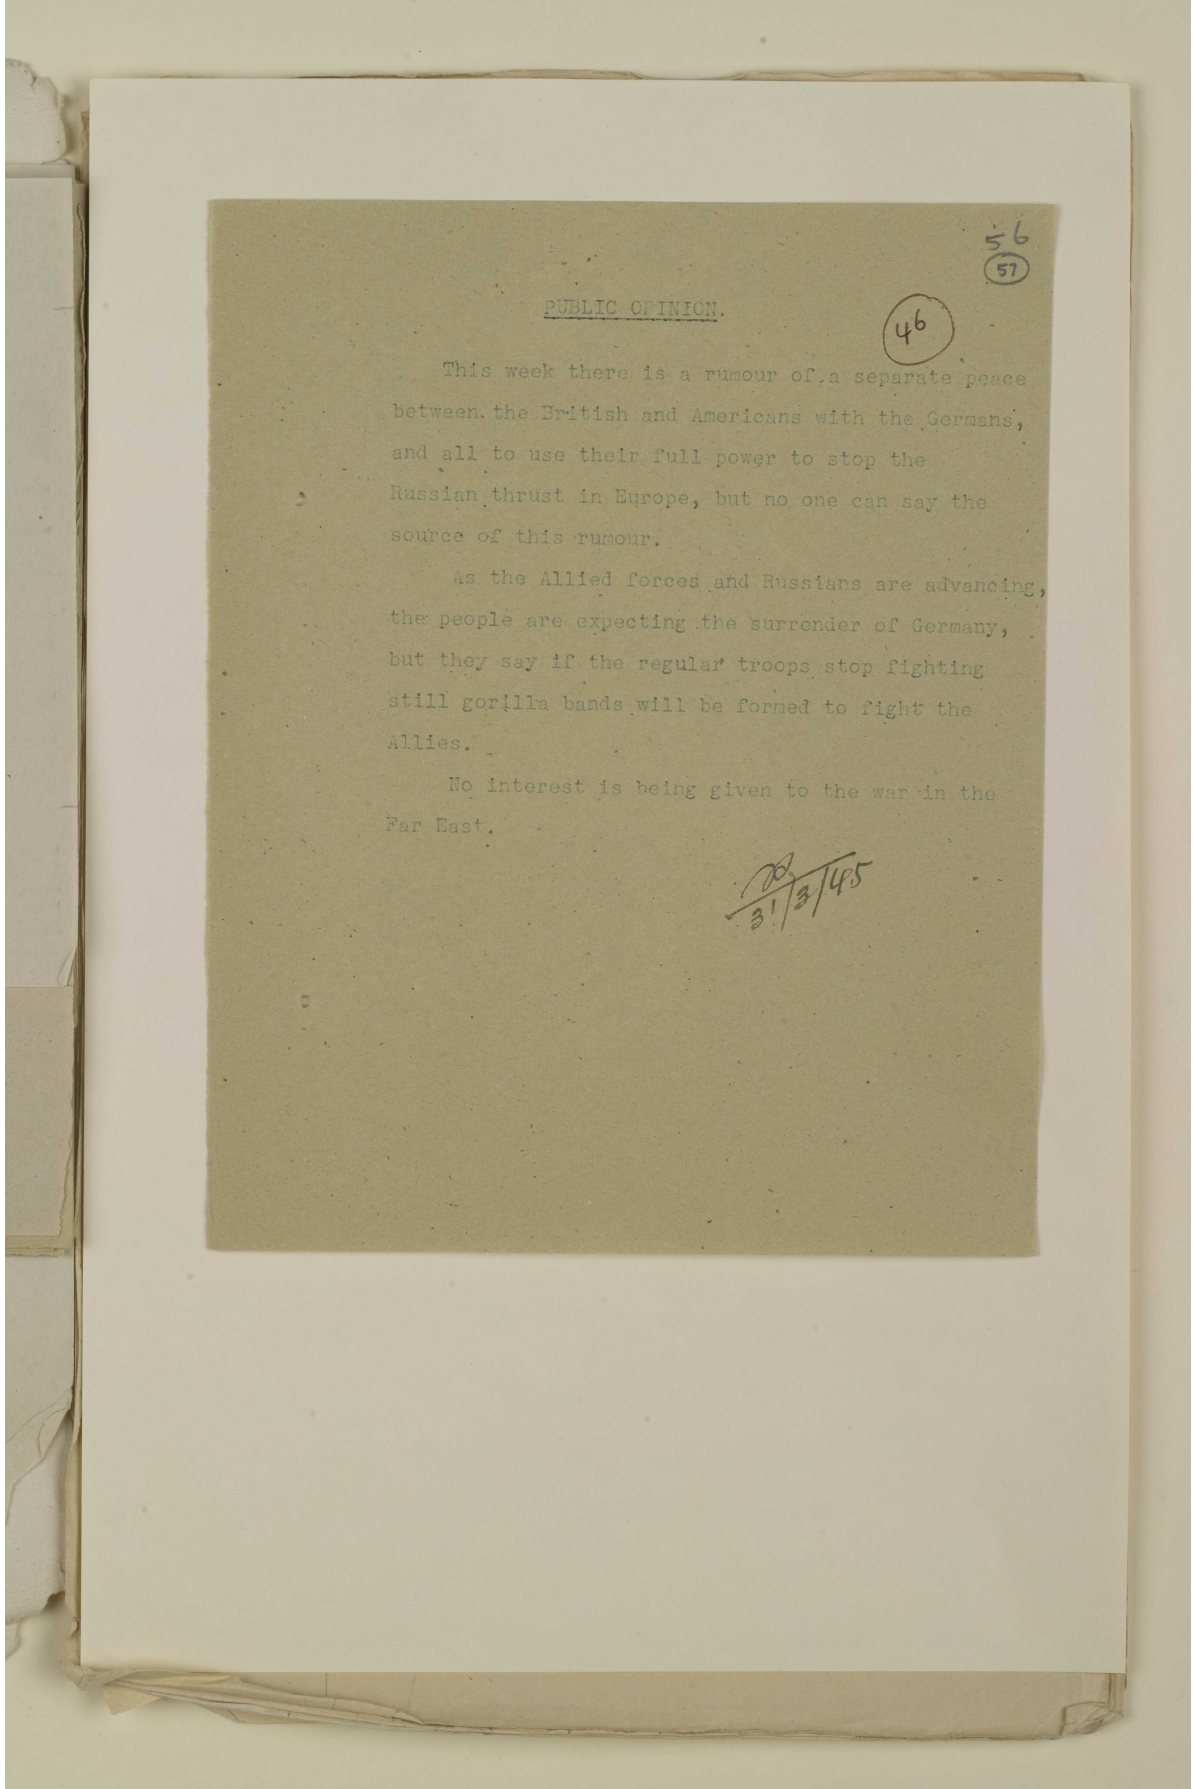 56
57
PUBLIC OPINION.
46
This week there is a rumour of a separate peace
between the British and Americans with the Germans,
and all to use their full power to stop the
Russian thrust in Europe, but no one can say the
source of this rumour.
As the Allied forces and Russians are advancing,
the people are expecting the surrender of Germany,
but they say if the regular troops stop fighting
still gorilla bands will be formed to fight the
Allies.
No interest is being given to the war in the
Far East.
31/3/45